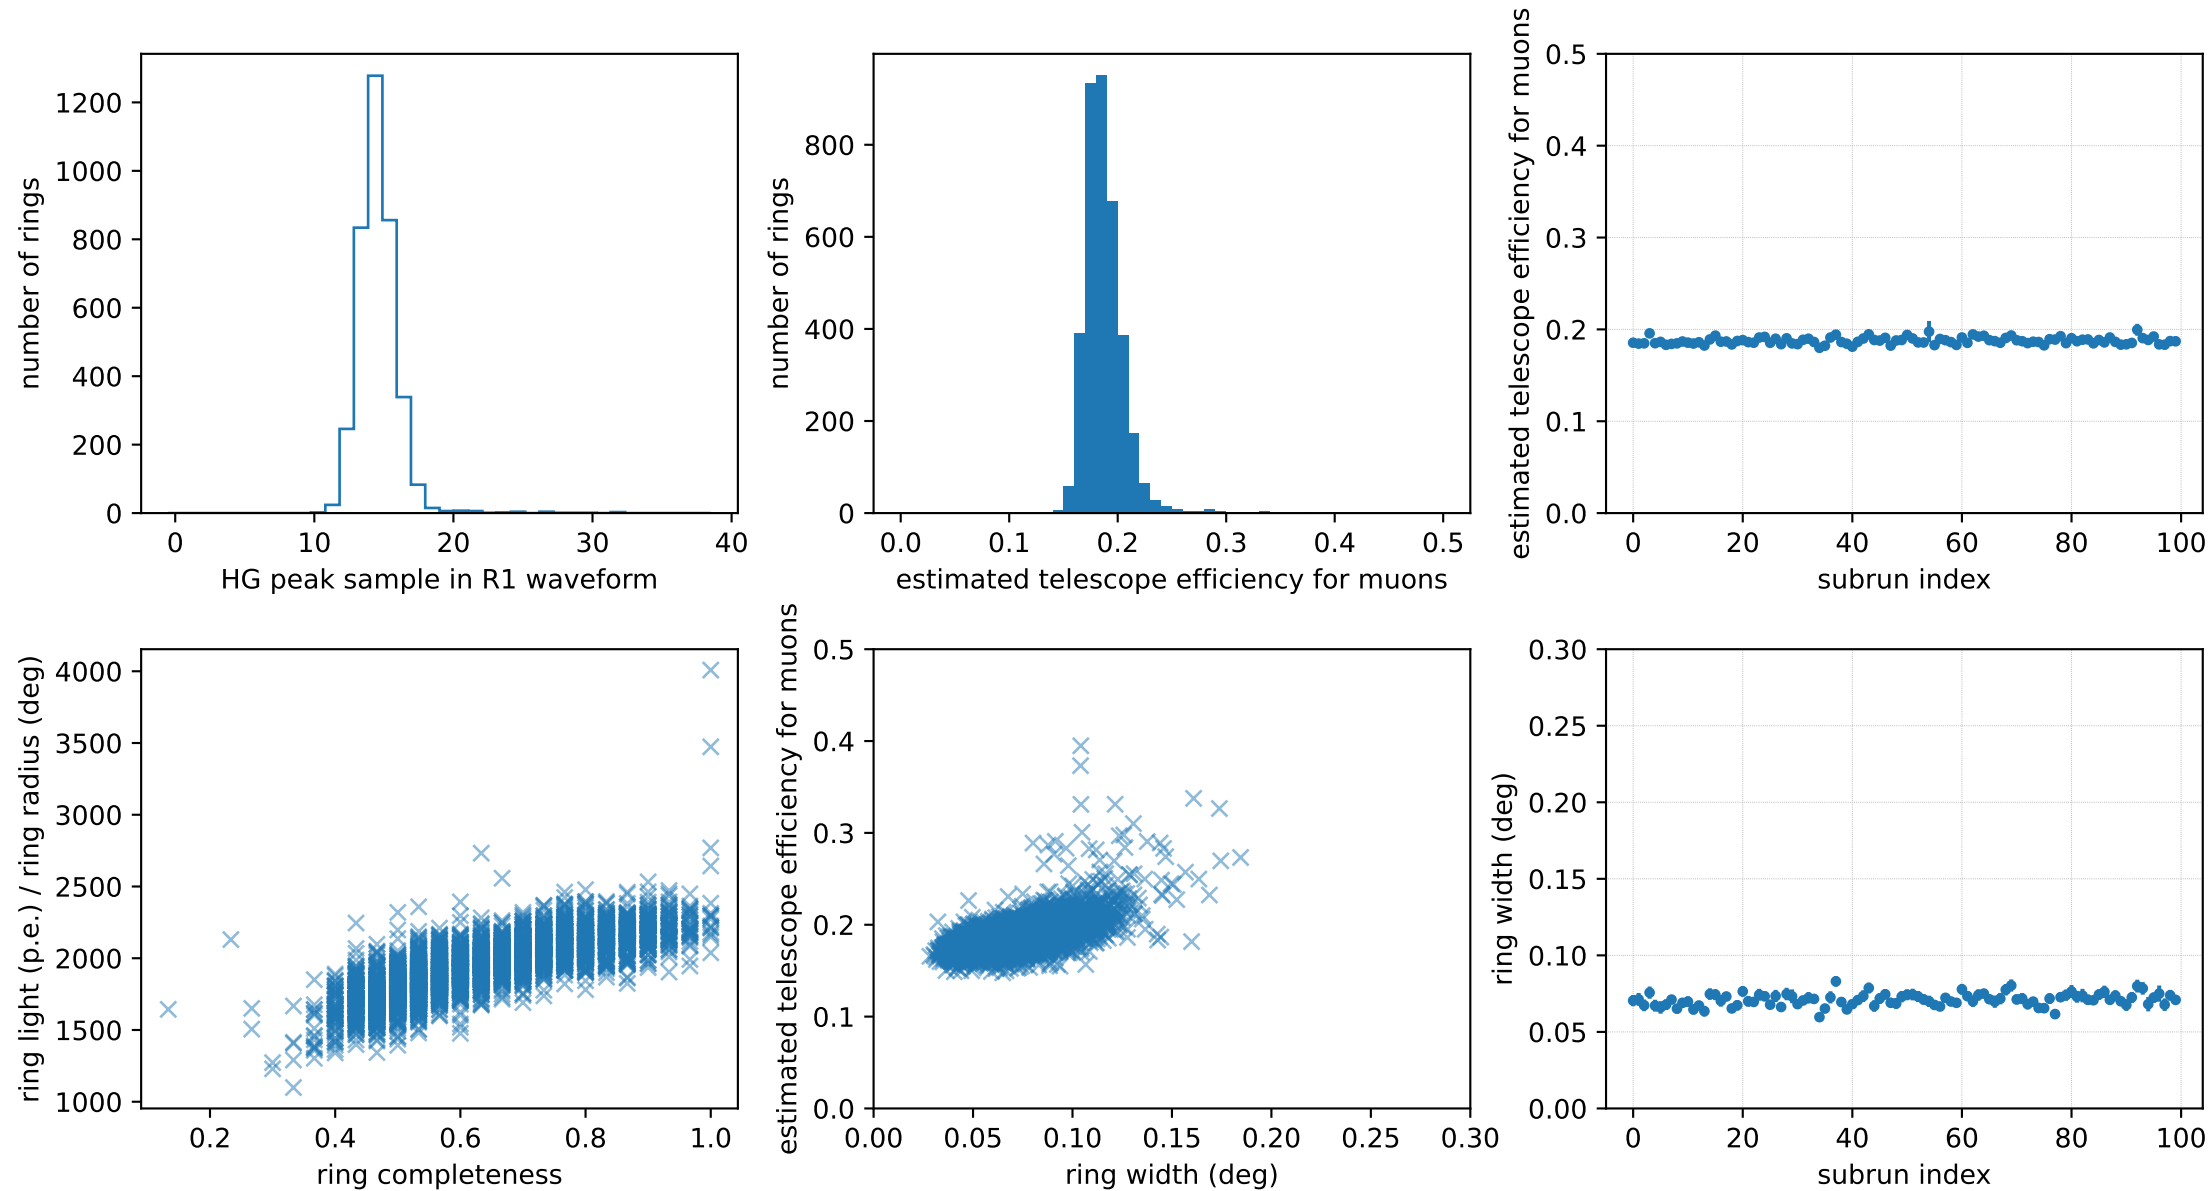 1200
1000
800
600
400
200
0
number of rings
0 10 20 30 40
HG peak sample in R1 waveform
800
600
400
200
0
number of rings
0.0 0.1 0.2 0.3 0.4 0.5
estimated telescope efficiency for muons
0.5
0.4
0.3
0.2
0.1
0.0
estimated telescope efficiency for muons
0 20 40 60 80 100
subrun index
4000
3500
3000
2500
2000
1500
1000
ring light (p.e.) / ring radius (deg)
0.2 0.4 0.6 0.8 1.0
ring completeness
0.5
0.4
0.3
0.2
0.1
0.0
estimated telescope efficiency for muons
0.00 0.05 0.10 0.15 0.20 0.25 0.30
ring width (deg)
0.30
0.25
0.20
0.15
0.10
0.05
0.00
ring width (deg)
0 20 40 60 80 100
subrun index